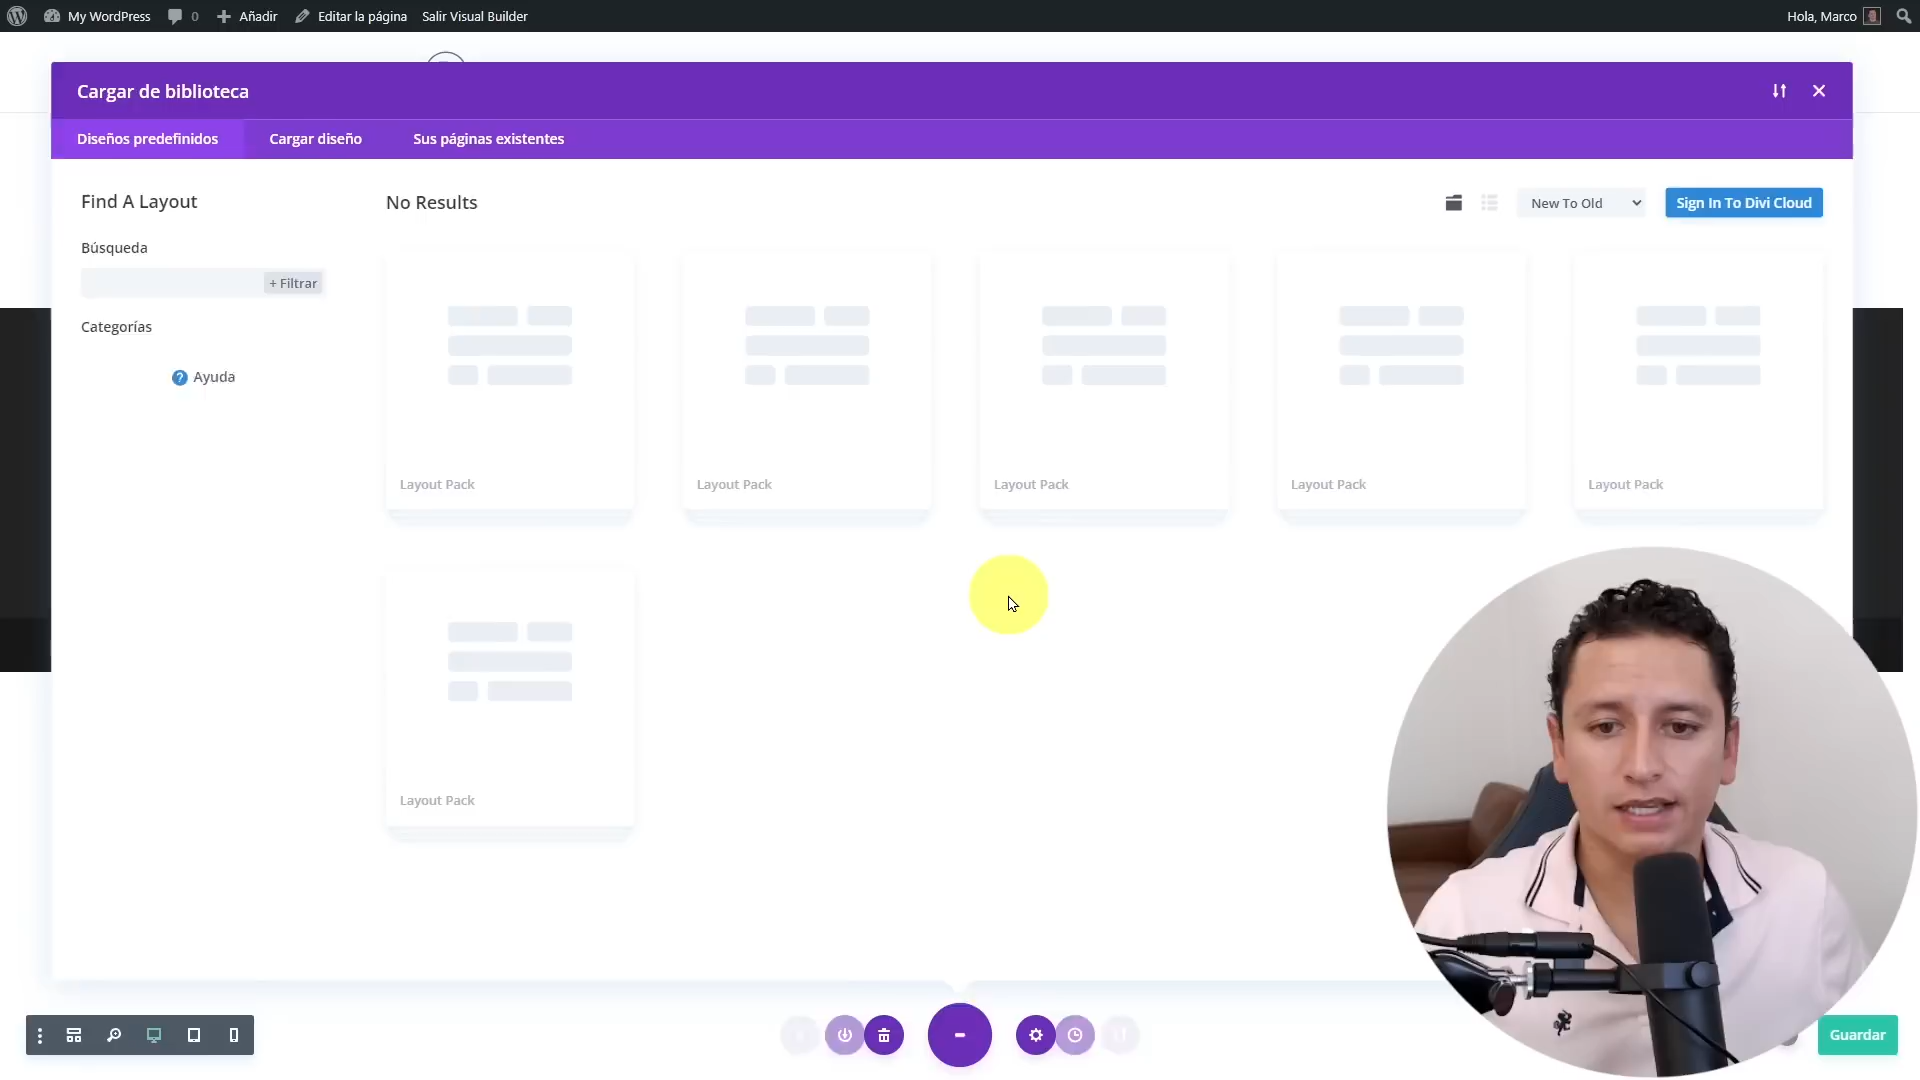 My WordPress
0
Añadir
Editar la página
Salir Visual Builder
Hola, Marco
Cargar de biblioteca
Diseños predefinidos
Cargar diseño
Sus páginas existentes
Find A Layout
No Results
New To Old
Sign In To Divi Cloud
Búsqueda
+ Filtrar
Categorías
? Ayuda
Layout Pack
Layout Pack
Layout Pack
Layout Pack
Layout Pack
Layout Pack
Guardar